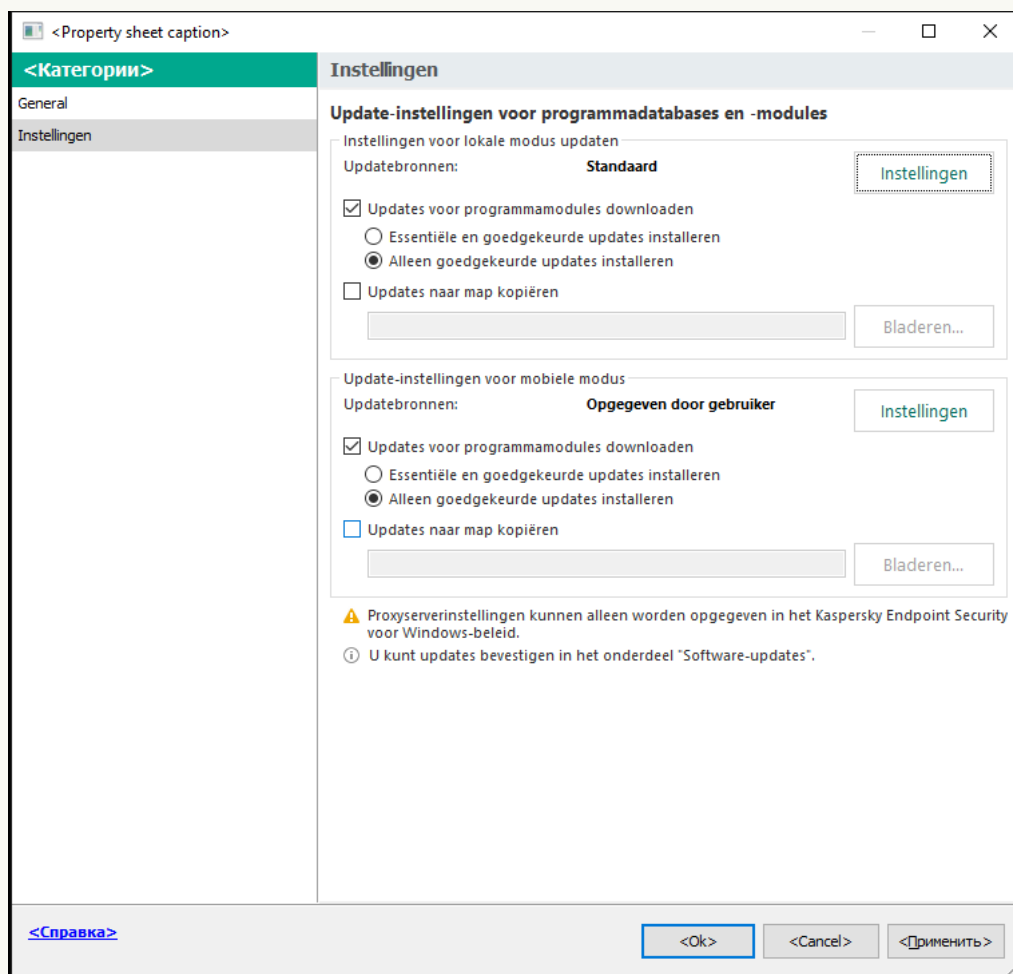 <Property sheet caption>
<Категории>
General
Instellingen
Instellingen
Update-instellingen voor programmadatabases en -modules
Instellingen voor lokale modus updaten
Updatebronnen: Standaard
Instellingen
Updates voor programmamodules downloaden
Essentiële en goedgekeurde updates installeren
Alleen goedgekeurde updates installeren
Updates naar map kopiëren
Bladeren...
Update-instellingen voor mobiele modus
Updatebronnen: Opgegeven door gebruiker
Instellingen
Updates voor programmamodules downloaden
Essentiële en goedgekeurde updates installeren
Alleen goedgekeurde updates installeren
Updates naar map kopiëren
Bladeren...
Proxyserverinstellingen kunnen alleen worden opgegeven in het Kaspersky Endpoint Security
voor Windows-beleid.
U kunt updates bevestigen in het onderdeel "Software-updates".
<Справка>
<Ok>
<Cancel>
<Применить>